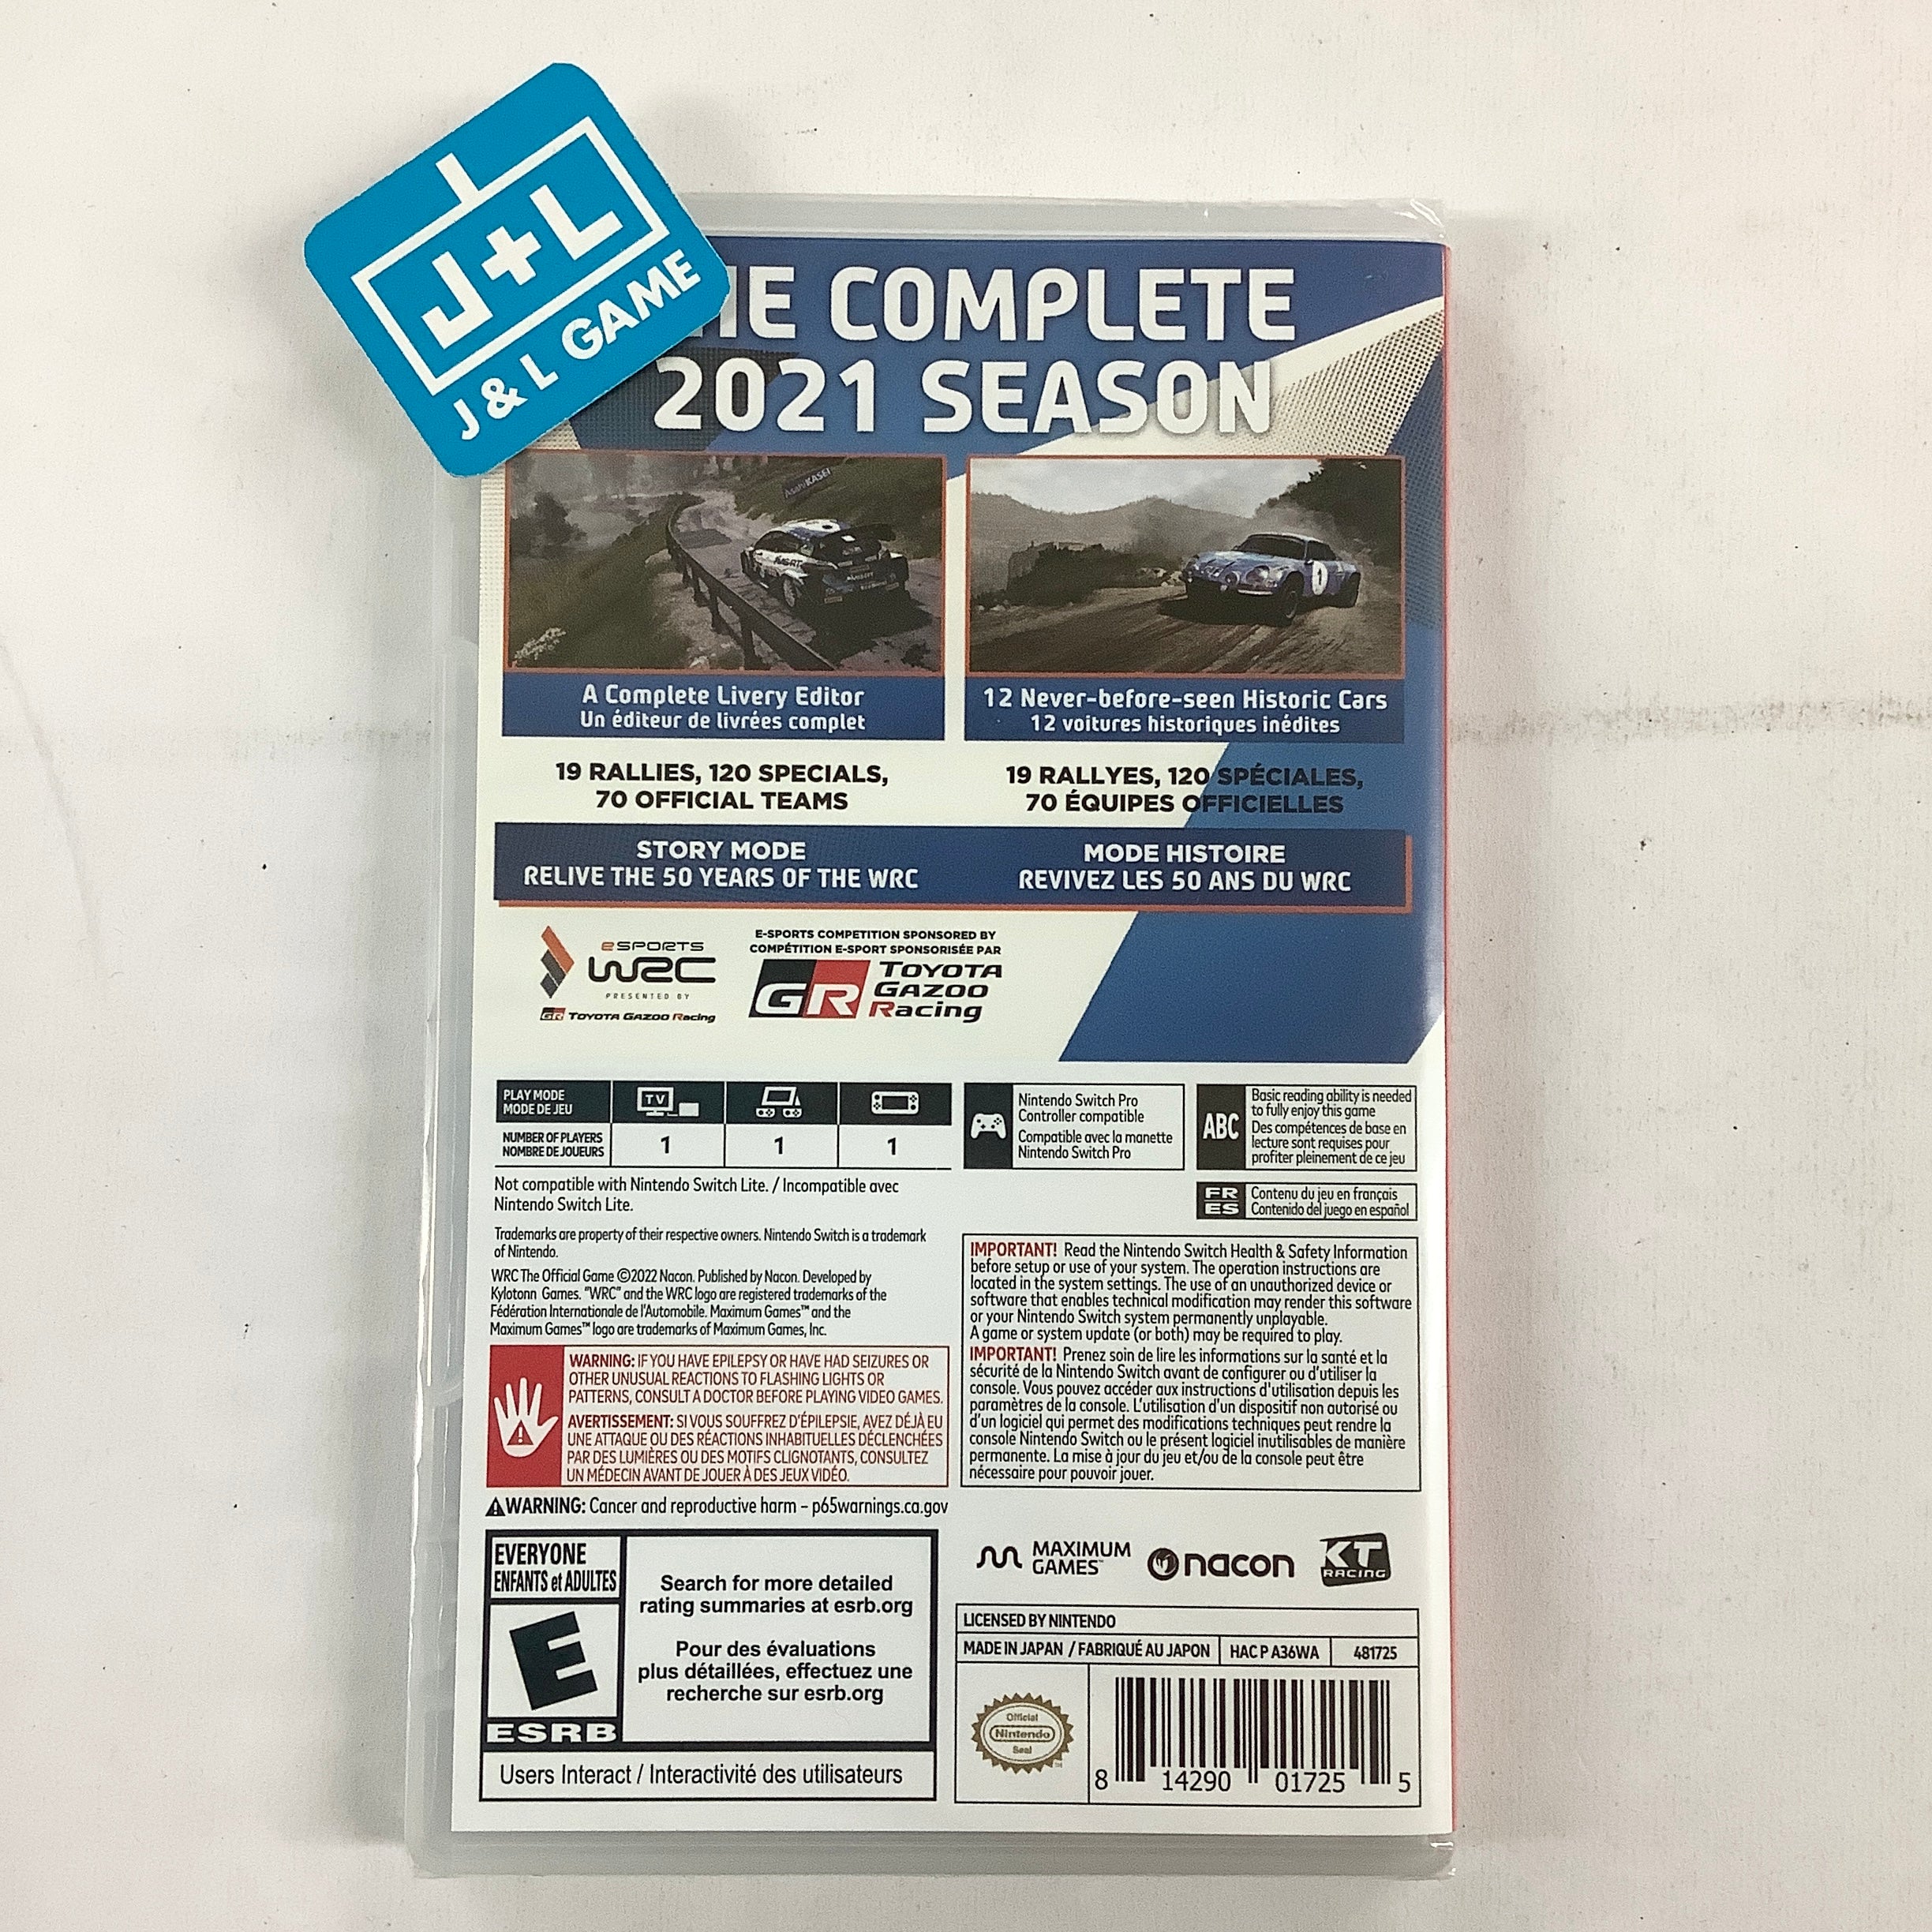 J+L
J & L GAME
COMPLETE
2021 SEASON
AsahiKASEI
A Complete Livery Editor
Un éditeur de livrées complet
12 Never-before-seen Historic Cars
12 voitures historiques inédites
19 RALLIES, 120 SPECIALS,
70 OFFICIAL TEAMS
19 RALLYES, 120 SPÉCIALES,
70 ÉQUIPES OFFICIELLES
STORY MODE
RELIVE THE 50 YEARS OF THE WRC
MODE HISTOIRE
REVIVEZ LES 50 ANS DU WRC
eSPORTS
WRC
PRESENTED BY
GR TOYOTA GAZOO Racing
E-SPORTS COMPETITION SPONSORED BY
COMPÉTITION E-SPORT SPONSORISÉE PAR
GR
TOYOTA
GAZOO
Racing
PLAY MODE
MODE DE JEU
TV
NUMBER OF PLAYERS
NOMBRE DE JOUEURS
1
1
1
Nintendo Switch Pro
Controller compatible
Compatible avec la manette
Nintendo Switch Pro
ABC
Basic reading ability is needed
to fully enjoy this game
Des compétences de base en
lecture sont requises pour
profiter pleinement de ce jeu
Not compatible with Nintendo Switch Lite. / Incompatible avec
Nintendo Switch Lite.
FR
ES
Contenu du jeu en français
Contenido del juego en español
Trademarks are property of their respective owners. Nintendo Switch is a trademark
of Nintendo.
WRC The Official Game ©2022 Nacon. Published by Nacon. Developed by
Kylotonn Games. "WRC" and the WRC logo are registered trademarks of the
Fédération Internationale de l'Automobile. Maximum Games™ and the
Maximum Games™ logo are trademarks of Maximum Games, Inc.
WARNING: IF YOU HAVE EPILEPSY OR HAVE HAD SEIZURES OR
OTHER UNUSUAL REACTIONS TO FLASHING LIGHTS OR
PATTERNS, CONSULT A DOCTOR BEFORE PLAYING VIDEO GAMES.
AVERTISSEMENT: SI VOUS SOUFFREZ D'ÉPILEPSIE, AVEZ DÉJÀ EU
UNE ATTAQUE OU DES RÉACTIONS INHABITUELLES DÉCLENCHÉES
PAR DES LUMIÈRES OU DES MOTIFS CLIGNOTANTS, CONSULTEZ
UN MÉDECIN AVANT DE JOUER À DES JEUX VIDÉO.
IMPORTANT! Read the Nintendo Switch Health & Safety Information
before setup or use of your system. The operation instructions are
located in the system settings. The use of an unauthorized device or
software that enables technical modification may render this software
or your Nintendo Switch system permanently unplayable.
A game or system update (or both) may be required to play.
IMPORTANT! Prenez soin de lire les informations sur la santé et la
sécurité de la Nintendo Switch avant de configurer ou d'utiliser la
console. Vous pouvez accéder aux instructions d'utilisation depuis les
paramètres de la console. L'utilisation d'un dispositif non autorisé ou
d'un logiciel qui permet des modifications techniques peut rendre la
console Nintendo Switch ou le présent logiciel inutilisables de manière
permanente. La mise à jour du jeu et/ou de la console peut être
nécessaire pour pouvoir jouer.
WARNING: Cancer and reproductive harm – p65warnings.ca.gov
EVERYONE
ENFANTS et ADULTES
E
ESRB
Search for more detailed
rating summaries at esrb.org
Pour des évaluations
plus détaillées, effectuez une
recherche sur esrb.org
Users Interact / Interactivité des utilisateurs
MAXIMUM
GAMES™
nacon
KT
RACING
LICENSED BY NINTENDO
MADE IN JAPAN / FABRIQUÉ AU JAPON
HAC P A36WA
481725
Official
Nintendo
Seal
8 14290 01725 5